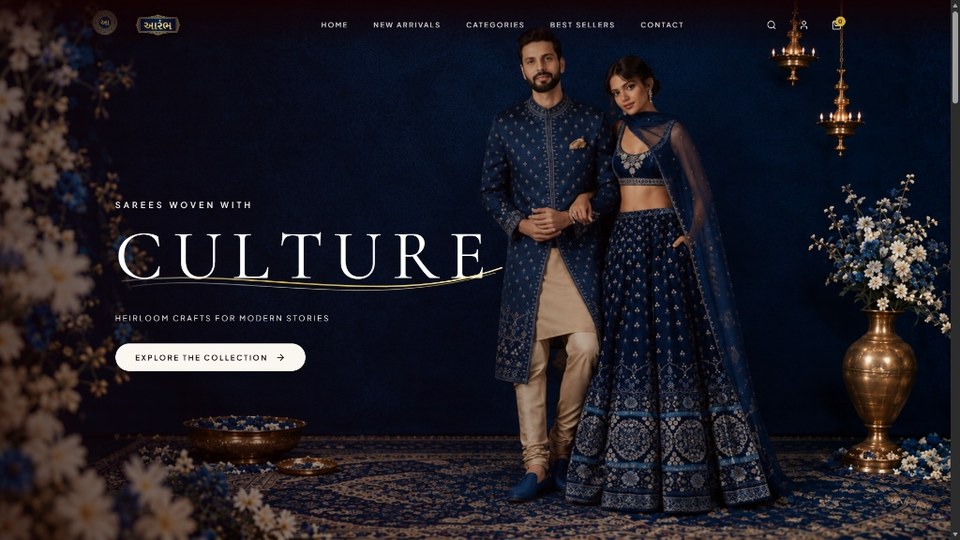 આ
આરંભ
HOME NEW ARRIVALS CATEGORIES BEST SELLERS CONTACT
0
SAREES WOVEN WITH
CULTURE
HEIRLOOM CRAFTS FOR MODERN STORIES
EXPLORE THE COLLECTION →